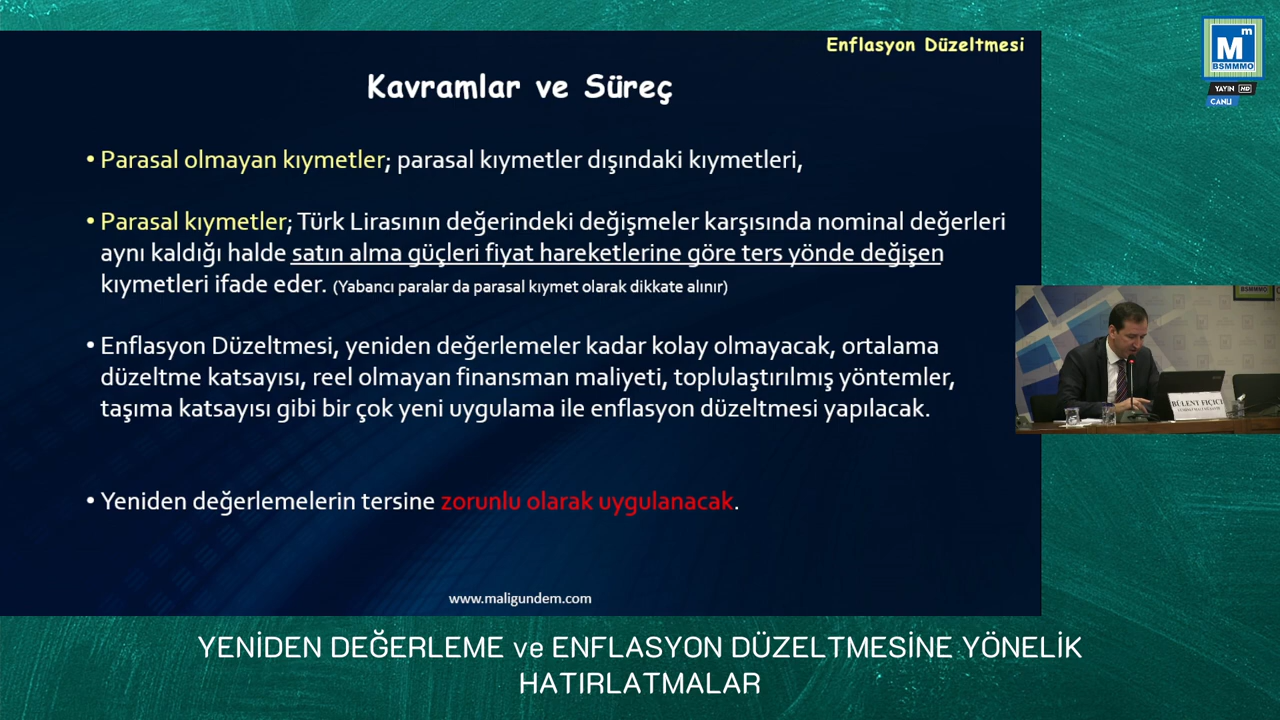 Enflasyon Düzeltmesi
Kavramlar ve Süreç
• Parasal olmayan kıymetler; parasal kıymetler dışındaki kıymetleri,
• Parasal kıymetler; Türk Lirasının değerindeki değişmeler karşısında nominal değerleri
aynı kaldığı halde satın alma güçleri fiyat hareketlerine göre ters yönde değişen
kıymetleri ifade eder. (Yabancı paralar da parasal kıymet olarak dikkate alınır)
• Enflasyon Düzeltmesi, yeniden değerlemeler kadar kolay olmayacak, ortalama
düzeltme katsayısı, reel olmayan finansman maliyeti, toplulaştırılmış yöntemler,
taşıma katsayısı gibi bir çok yeni uygulama ile enflasyon düzeltmesi yapılacak.
• Yeniden değerlemelerin tersine zorunlu olarak uygulanacak.
www.maligundem.com
Mm
BSMMMO
YAYIN HD
CANLI
BÜLENT FIÇICI
YENİDEN DEĞERLEME ve ENFLASYON DÜZELTMESİNE YÖNELİK
HATIRLATMALAR